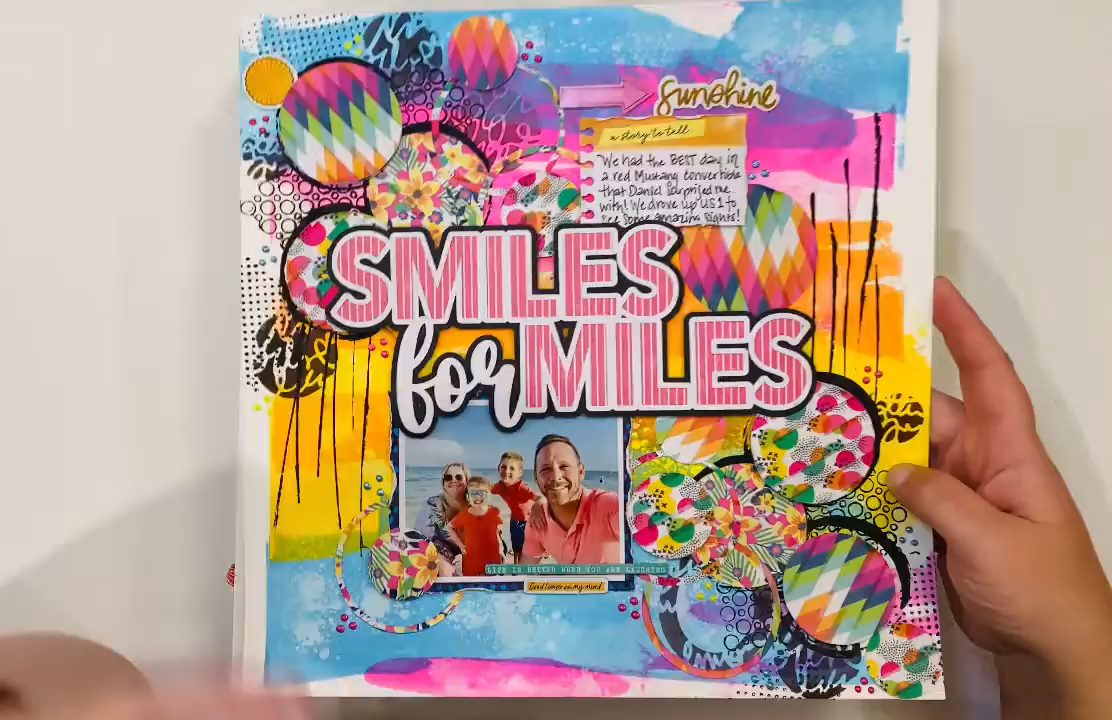 sunshine
a story to tell
We had the BEST day in
a red Mustang convertible
that Daniel surprised me
with! We drove up US 1 to
see some amazing sights!
SMILES
for MILES
LIFE IS BETTER WHEN YOU ARE LAUGHING
Good times on my mind